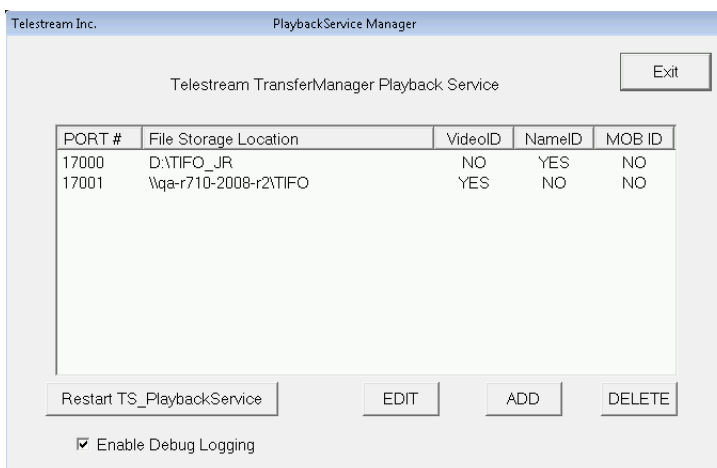 Telestream Inc. PlaybackService Manager
Exit
Telestream TransferManager Playback Service
PORT # File Storage Location VideoID NameID MOB ID
17000 D:\TIFO_JR NO YES NO
17001 \\qa-r710-2008-r2\TIFO YES NO NO
Restart TS_PlaybackService EDIT ADD DELETE
Enable Debug Logging